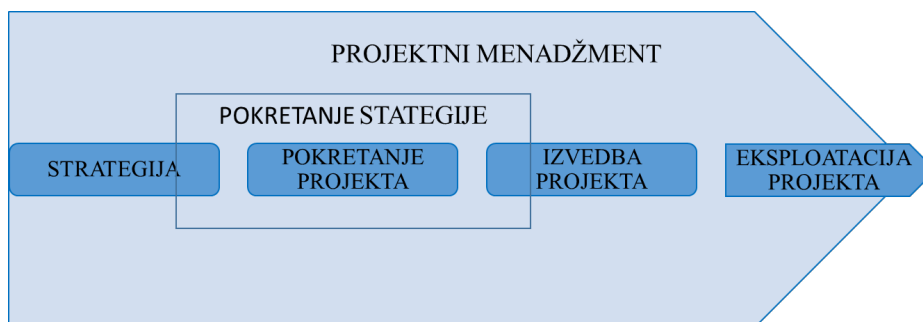 PROJEKTNI MENADŽMENT
POKRETANJE STATEGIJE
STRATEGIJA
POKRETANJE
PROJEKTA
IZVEDBA
PROJEKTA
EKSPLOATACIJA
PROJEKTA